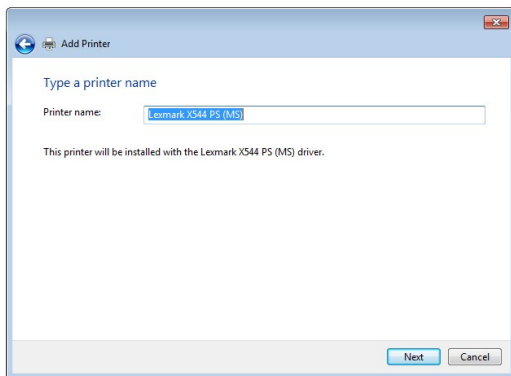 Add Printer
Type a printer name
Printer name: Lexmark X544 PS (MS)
This printer will be installed with the Lexmark X544 PS (MS) driver.
Next Cancel